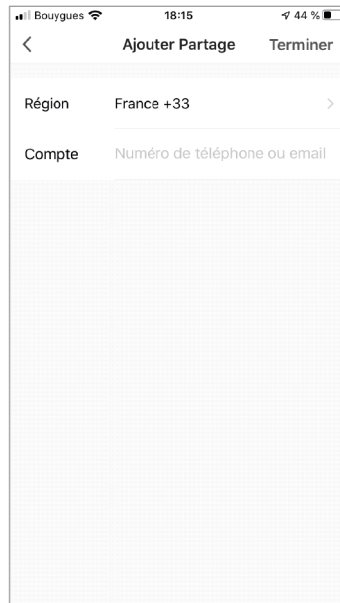 Bouygues 18:15 44 %
Ajouter Partage Terminer
Région France +33
Compte Numéro de téléphone ou email